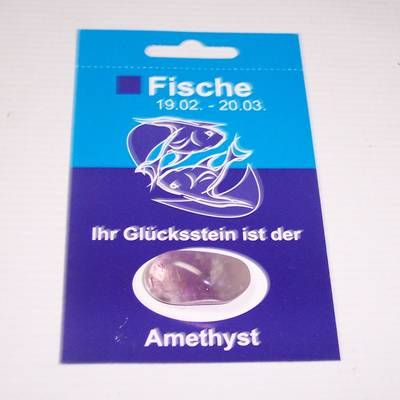 Fische
19.02. - 20.03.
Ihr Glücksstein ist der
Amethyst